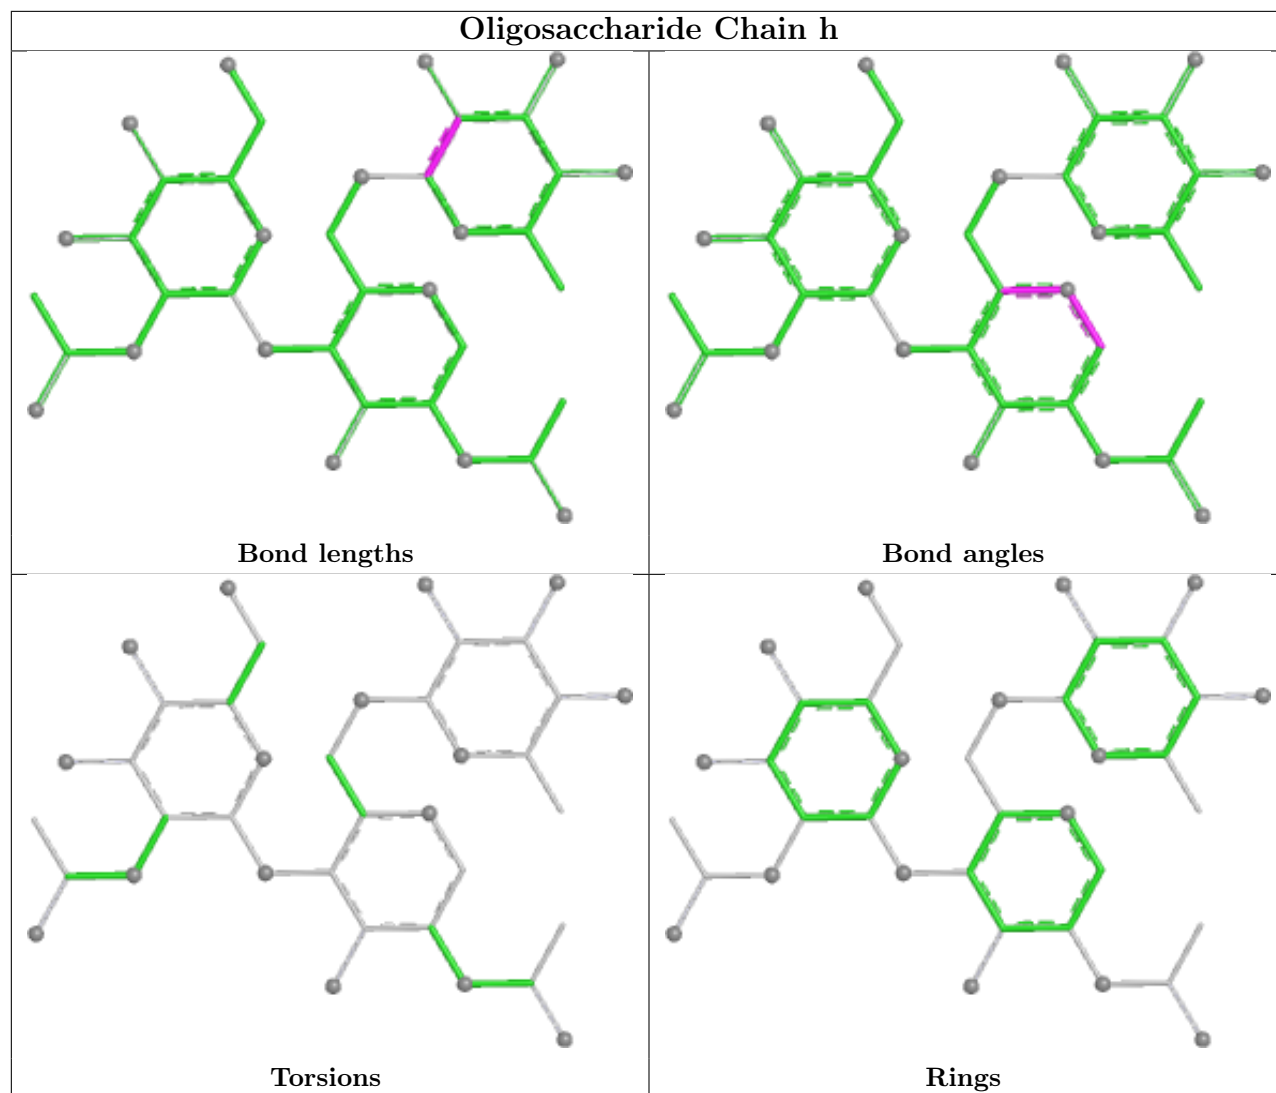 Oligosaccharide Chain h
Bond lengths
Bond angles
Torsions
Rings